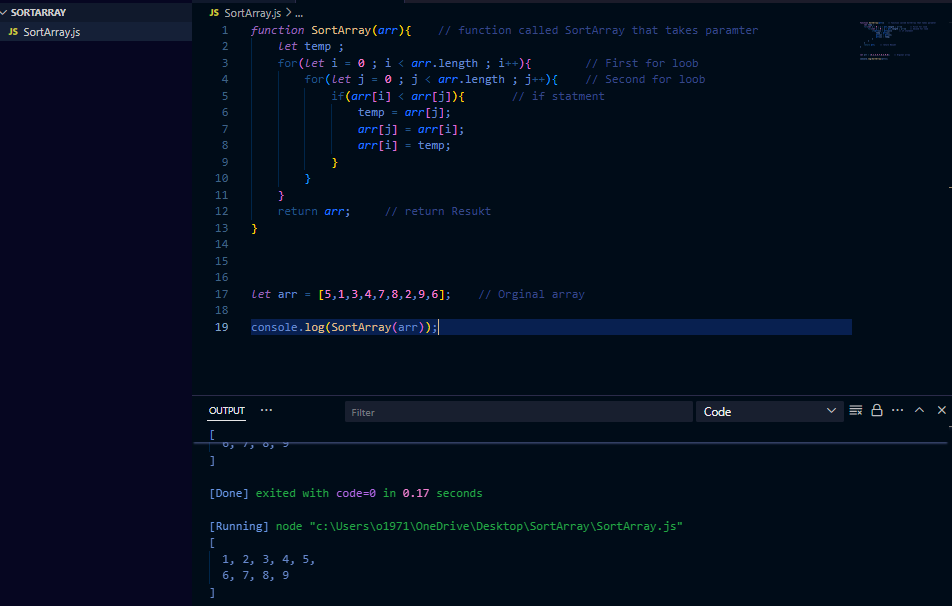 SORTARRAY
JS SortArray.js
JS SortArray.js > ...
1 function SortArray(arr){    // function called SortArray that takes paramter
2     let temp ;
3     for(let i = 0 ; i < arr.length ; i++){        // First for loob
4         for(let j = 0 ; j < arr.length ; j++){    // Second for loob
5             if(arr[i] < arr[j]){       // if statment
6                 temp = arr[j];
7                 arr[j] = arr[i];
8                 arr[i] = temp;
9             }
10         }
11     }
12     return arr;     // return Resukt
13 }
14
15
16
17 let arr = [5,1,3,4,7,8,2,9,6];    // Orginal array
18
19 console.log(SortArray(arr));
OUTPUT ... Filter Code
[
6, 7, 8, 9
]
[Done] exited with code=0 in 0.17 seconds
[Running] node "c:\Users\o1971\OneDrive\Desktop\SortArray\SortArray.js"
[
1, 2, 3, 4, 5,
6, 7, 8, 9
]